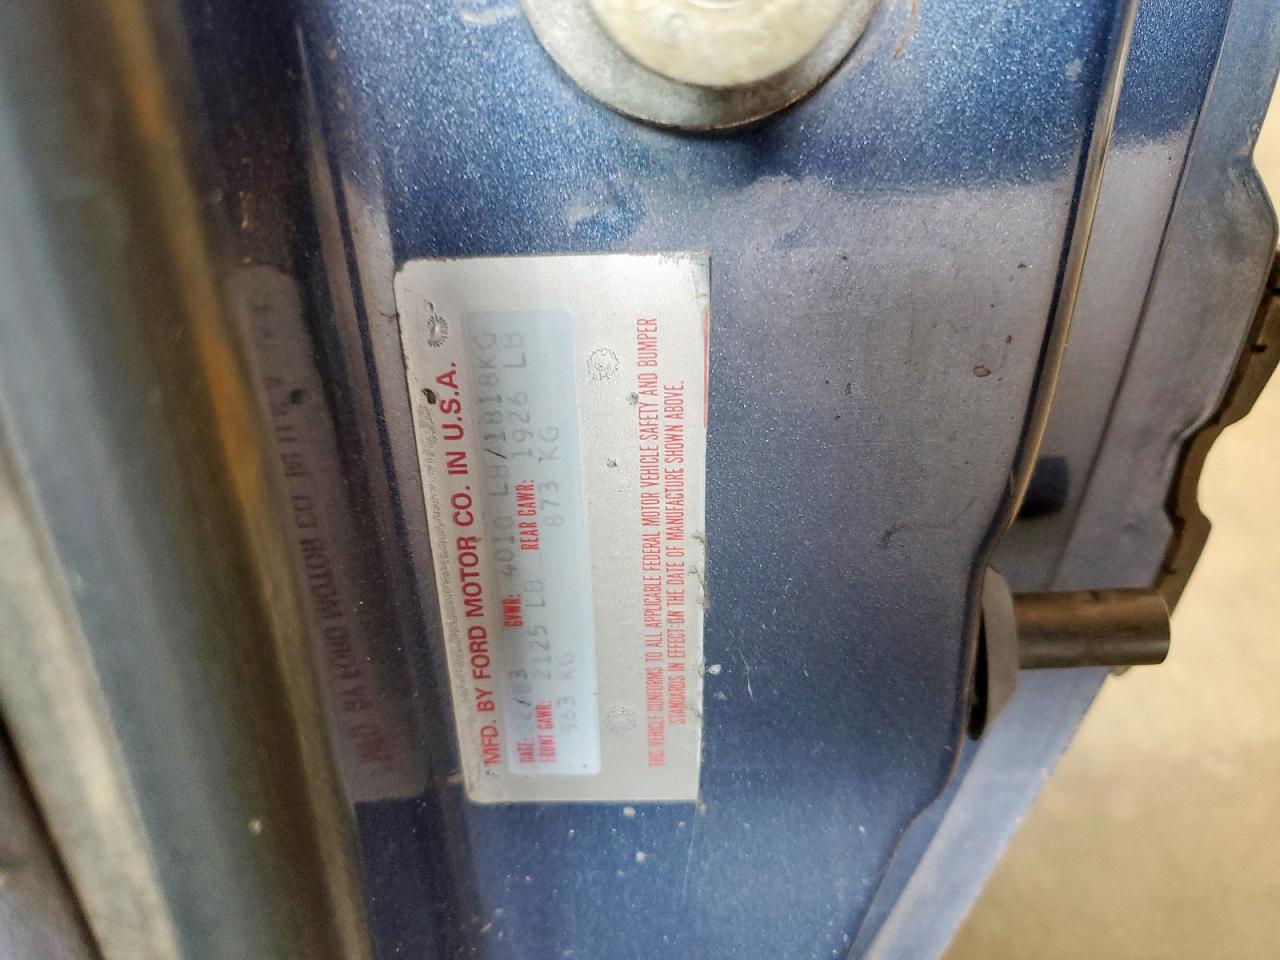 MFD. BY FORD MOTOR CO. IN U.S.A.
DATE: 2/83 GVWR: 4010 LB/1818KG
FRONT GAWR: 2125 LB REAR GAWR: 1926 LB
963 KG 873 KG
THIS VEHICLE CONFORMS TO ALL APPLICABLE FEDERAL MOTOR VEHICLE SAFETY AND BUMPER
STANDARDS IN EFFECT ON THE DATE OF MANUFACTURE SHOWN ABOVE.